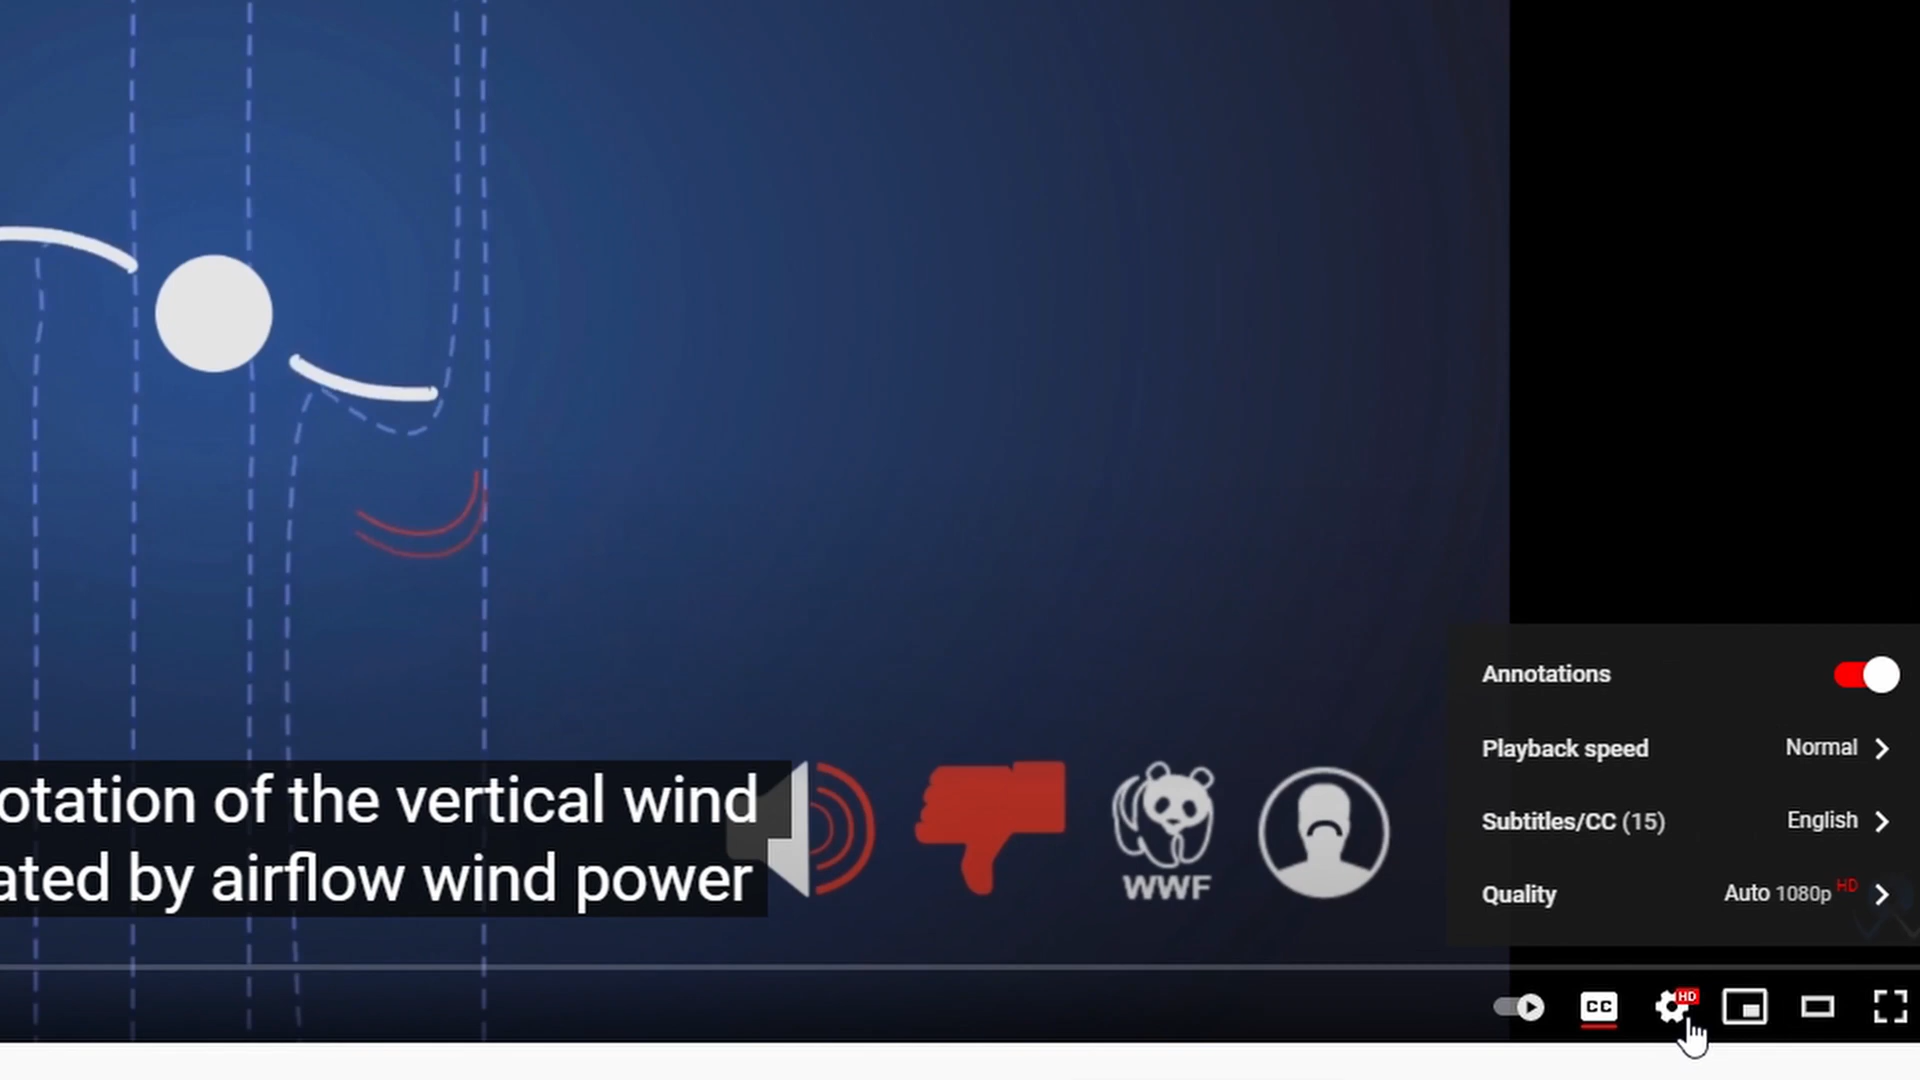 Annotations
Playback speed Normal
otation of the vertical wind
Subtitles/CC (15) English
ated by airflow wind power
WWF
Quality Auto 1080p HD
CC
HD